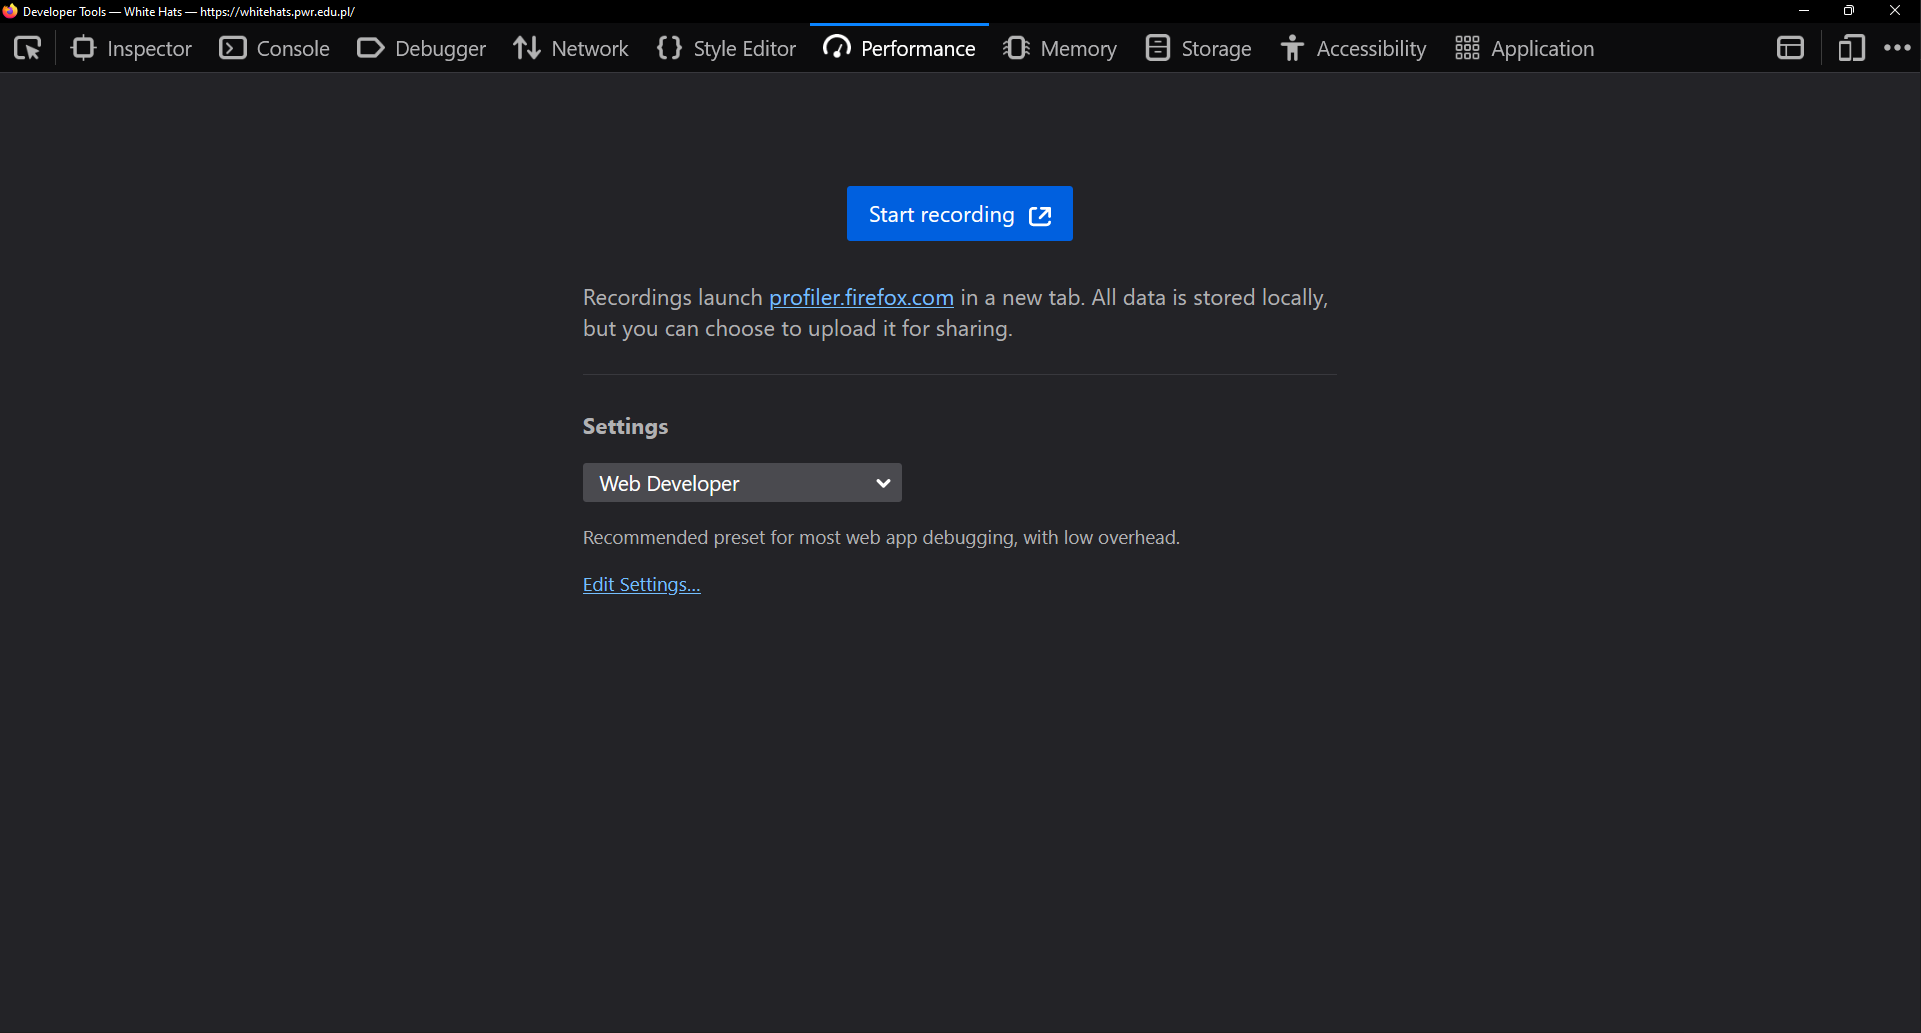 Developer Tools — White Hats — https://whitehats.pwr.edu.pl/
Inspector Console Debugger Network Style Editor Performance Memory Storage Accessibility Application
Start recording
Recordings launch profiler.firefox.com in a new tab. All data is stored locally,
but you can choose to upload it for sharing.
Settings
Web Developer
Recommended preset for most web app debugging, with low overhead.
Edit Settings...